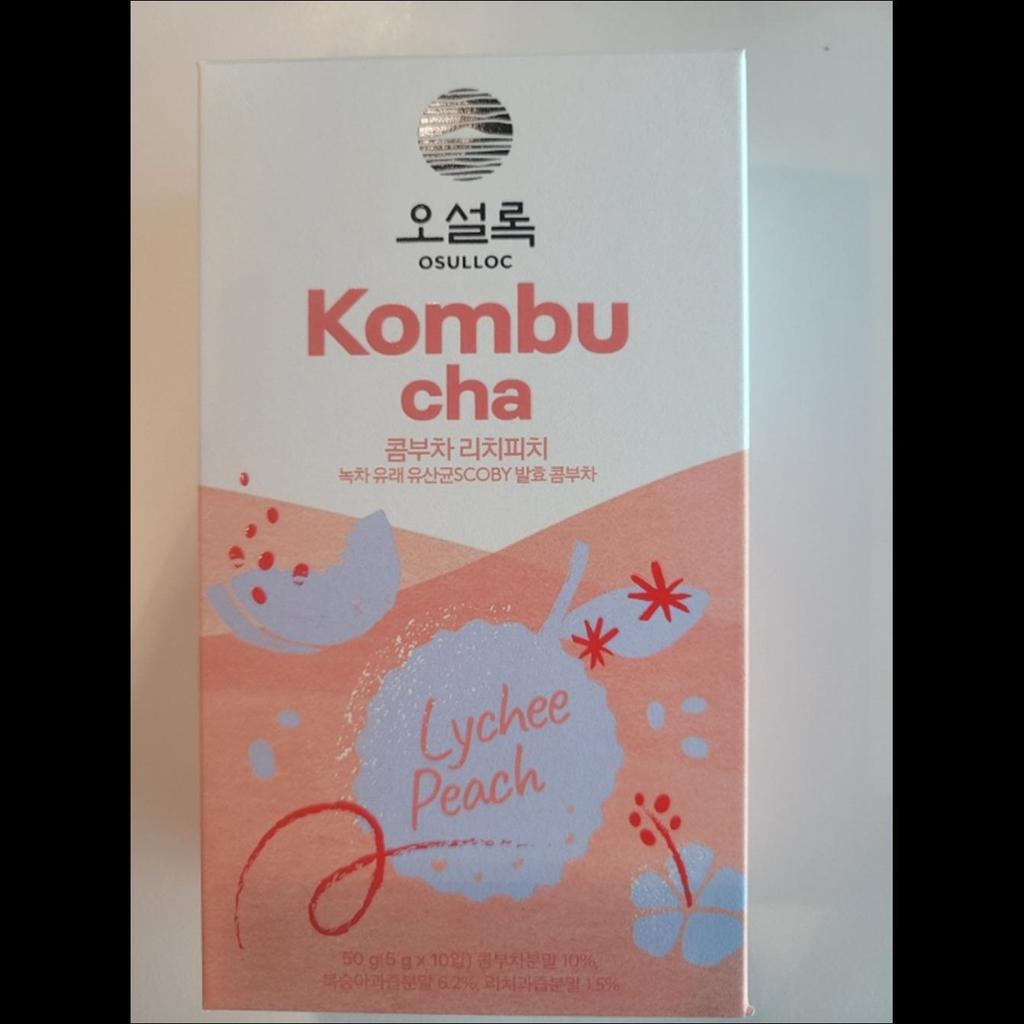 오설록
OSULLOC
Kombu
cha
콤부차 리치피치
녹차 유래 유산균SCOBY 발효 콤부차
Lychee
Peach
50 g(5 g x 10입) 콤부차분말 10%,
복숭아과즙분말 6.2%, 리치과즙분말 1.5%